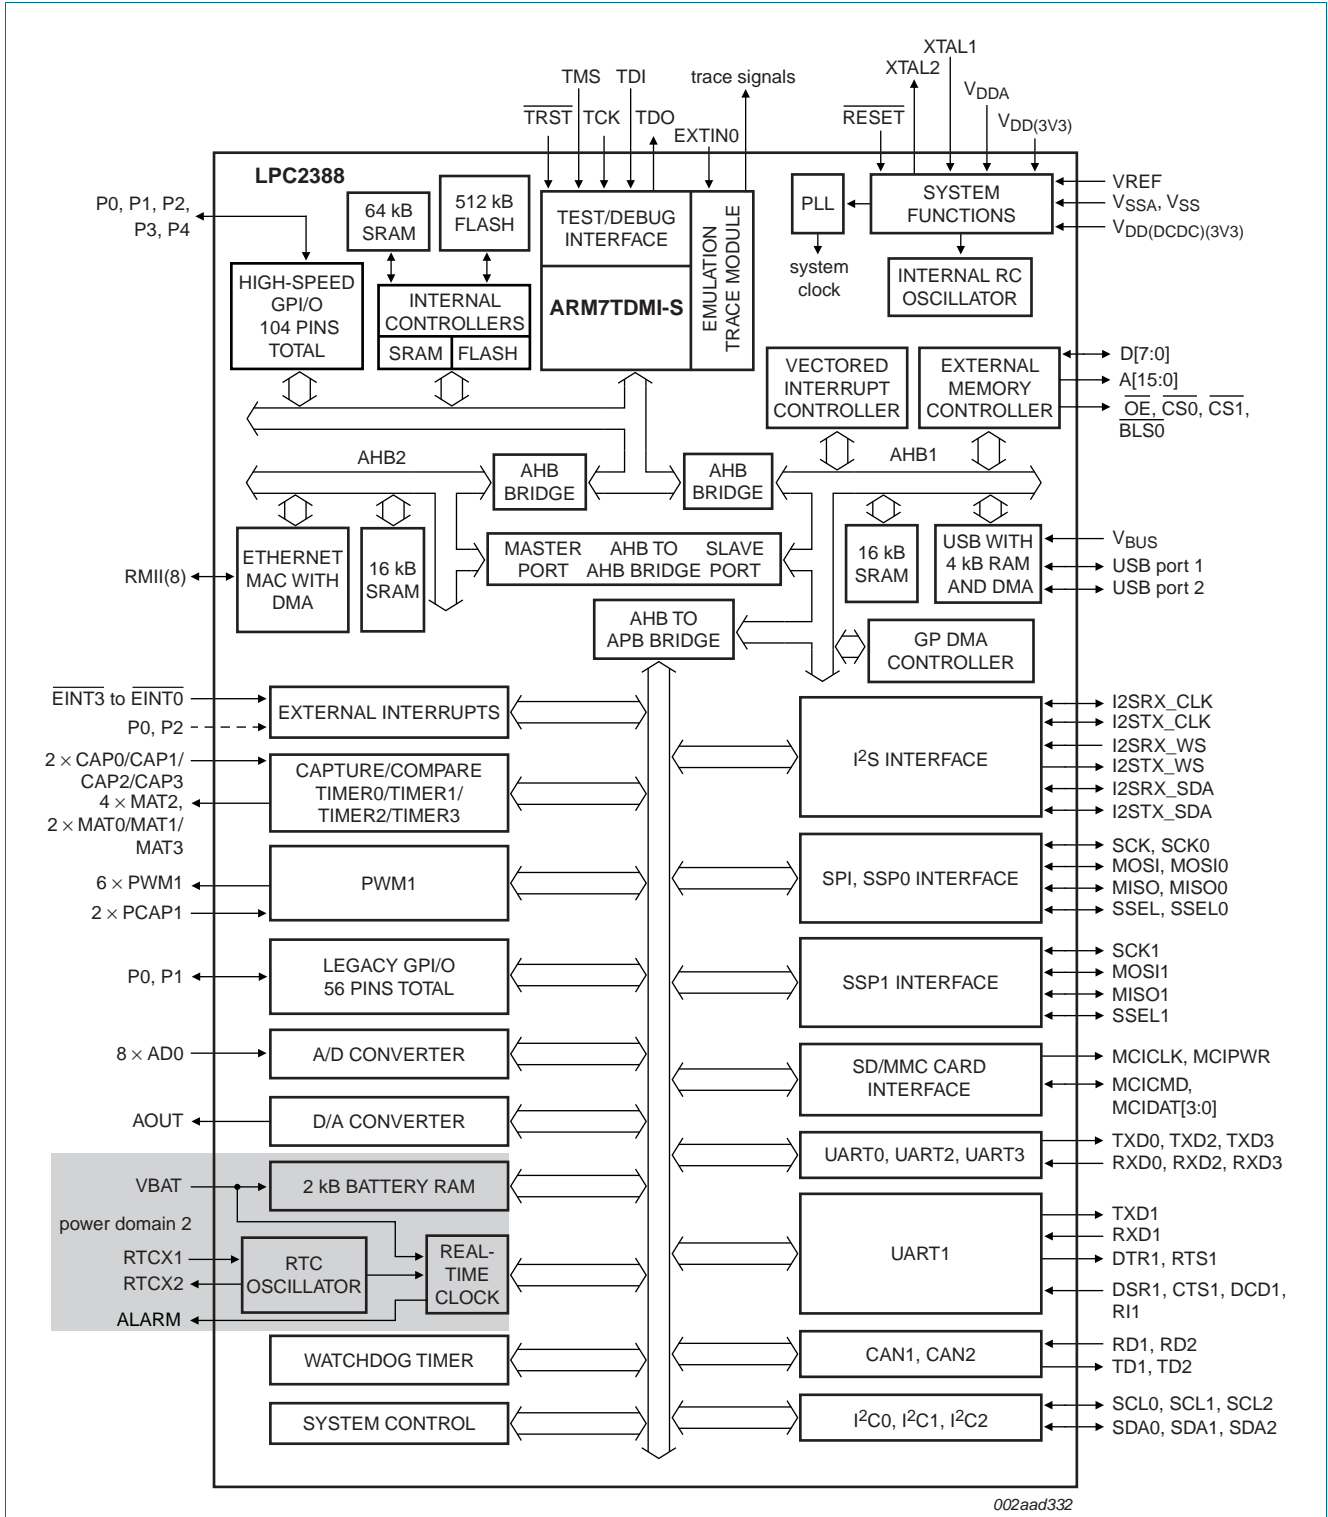 XTAL1
XTAL2
TMS TDI
trace signals
VDDA
TRST TCK TDO
RESET
VDD(3V3)
EXTIN0
LPC2388
P0, P1, P2,
P3, P4
64 kB
SRAM
512 kB
FLASH
TEST/DEBUG
INTERFACE
EMULATION
TRACE MODULE
PLL
SYSTEM
FUNCTIONS
VREF
VSSA, VSS
VDD(DCDC)(3V3)
system
clock
HIGH-SPEED
GPI/O
104 PINS
TOTAL
INTERNAL
CONTROLLERS
SRAM FLASH
ARM7TDMI-S
INTERNAL RC
OSCILLATOR
VECTORED
INTERRUPT
CONTROLLER
EXTERNAL
MEMORY
CONTROLLER
D[7:0]
A[15:0]
OE, CS0, CS1,
BLS0
AHB2
AHB
BRIDGE
AHB
BRIDGE
AHB1
ETHERNET
MAC WITH
DMA
16 kB
SRAM
MASTER AHB TO SLAVE
PORT AHB BRIDGE PORT
16 kB
SRAM
USB WITH
4 kB RAM
AND DMA
VBUS
USB port 1
USB port 2
RMII(8)
AHB TO
APB BRIDGE
GP DMA
CONTROLLER
EINT3 to EINT0
P0, P2
EXTERNAL INTERRUPTS
2 × CAP0/CAP1/
CAP2/CAP3
4 × MAT2,
2 × MAT0/MAT1/
MAT3
CAPTURE/COMPARE
TIMER0/TIMER1/
TIMER2/TIMER3
I2S INTERFACE
I2SRX_CLK
I2STX_CLK
I2SRX_WS
I2STX_WS
I2SRX_SDA
I2STX_SDA
6 × PWM1
2 × PCAP1
PWM1
SPI, SSP0 INTERFACE
SCK, SCK0
MOSI, MOSI0
MISO, MISO0
SSEL, SSEL0
P0, P1
LEGACY GPI/O
56 PINS TOTAL
SSP1 INTERFACE
SCK1
MOSI1
MISO1
SSEL1
8 × AD0
A/D CONVERTER
SD/MMC CARD
INTERFACE
MCICLK, MCIPWR
MCICMD,
MCIDAT[3:0]
AOUT
D/A CONVERTER
UART0, UART2, UART3
TXD0, TXD2, TXD3
RXD0, RXD2, RXD3
VBAT
2 kB BATTERY RAM
power domain 2
RTCX1
RTCX2
RTC
OSCILLATOR
REAL-
TIME
CLOCK
ALARM
UART1
TXD1
RXD1
DTR1, RTS1
DSR1, CTS1, DCD1,
RI1
WATCHDOG TIMER
CAN1, CAN2
RD1, RD2
TD1, TD2
SYSTEM CONTROL
I2C0, I2C1, I2C2
SCL0, SCL1, SCL2
SDA0, SDA1, SDA2
002aad332